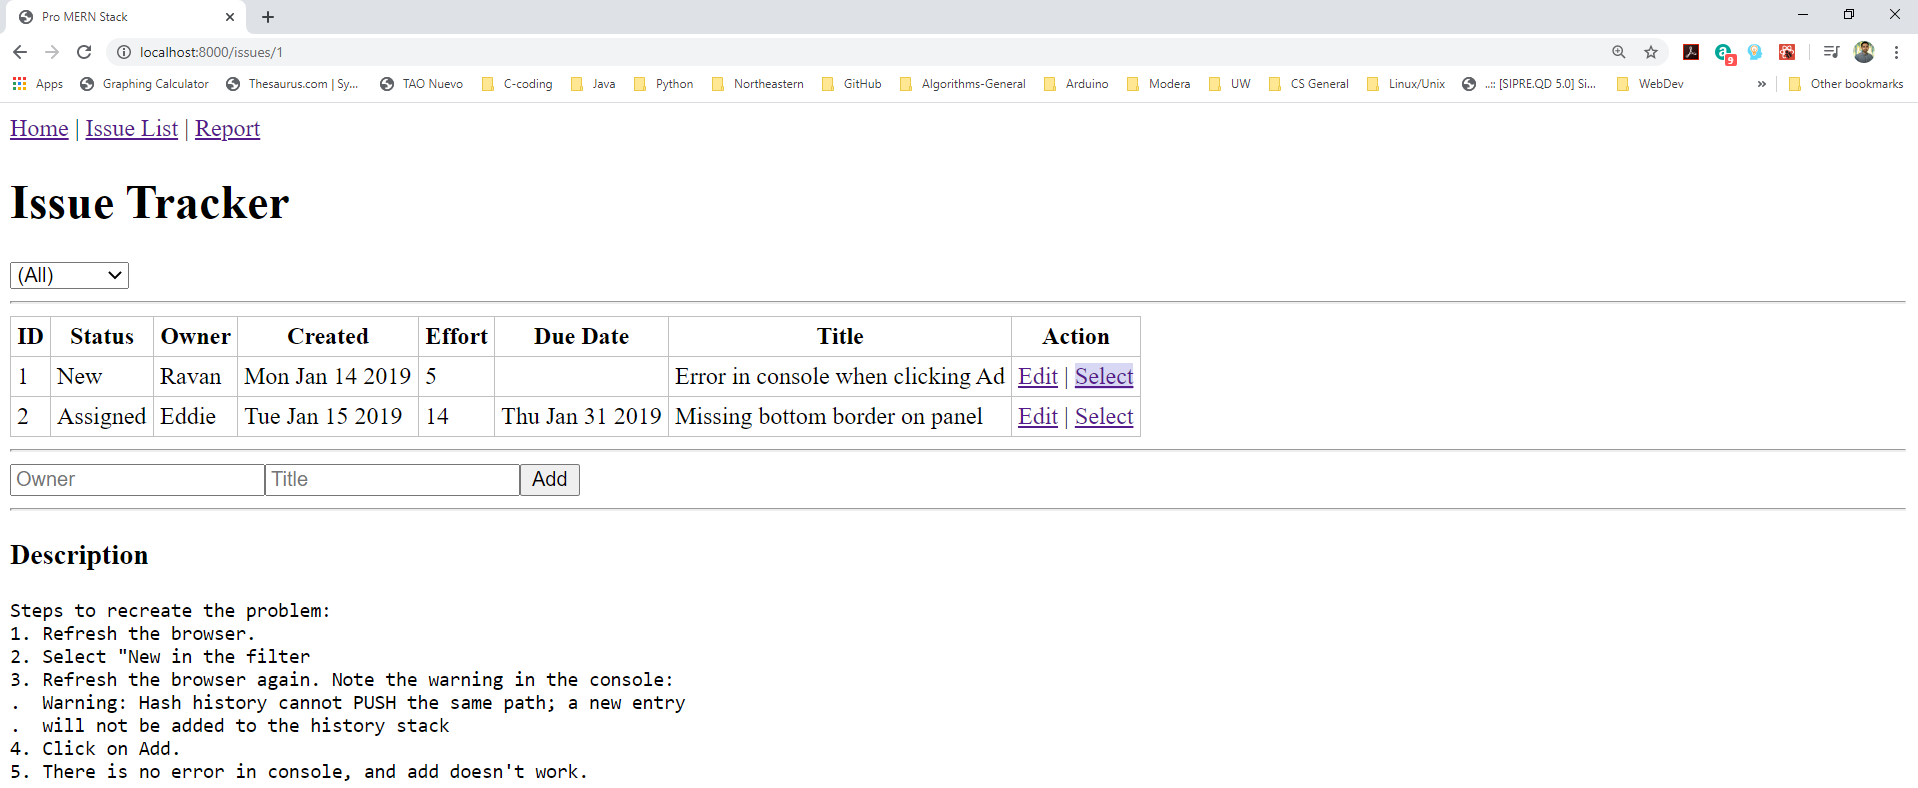 Pro MERN Stack
localhost:8000/issues/1
9
Apps Graphing Calculator Thesaurus.com | Sy... TAO Nuevo C-coding Java Python Northeastern GitHub Algorithms-General Arduino Modera UW CS General Linux/Unix ..:: [SIPRE.QD 5.0] Si... WebDev » Other bookmarks
Home | Issue List | Report
Issue Tracker
(All)
ID Status Owner Created Effort Due Date Title Action
1 New Ravan Mon Jan 14 2019 5 Error in console when clicking Ad Edit | Select
2 Assigned Eddie Tue Jan 15 2019 14 Thu Jan 31 2019 Missing bottom border on panel Edit | Select
Owner Title Add
Description
Steps to recreate the problem:
1. Refresh the browser.
2. Select "New in the filter
3. Refresh the browser again. Note the warning in the console:
.  Warning: Hash history cannot PUSH the same path; a new entry
.  will not be added to the history stack
4. Click on Add.
5. There is no error in console, and add doesn't work.